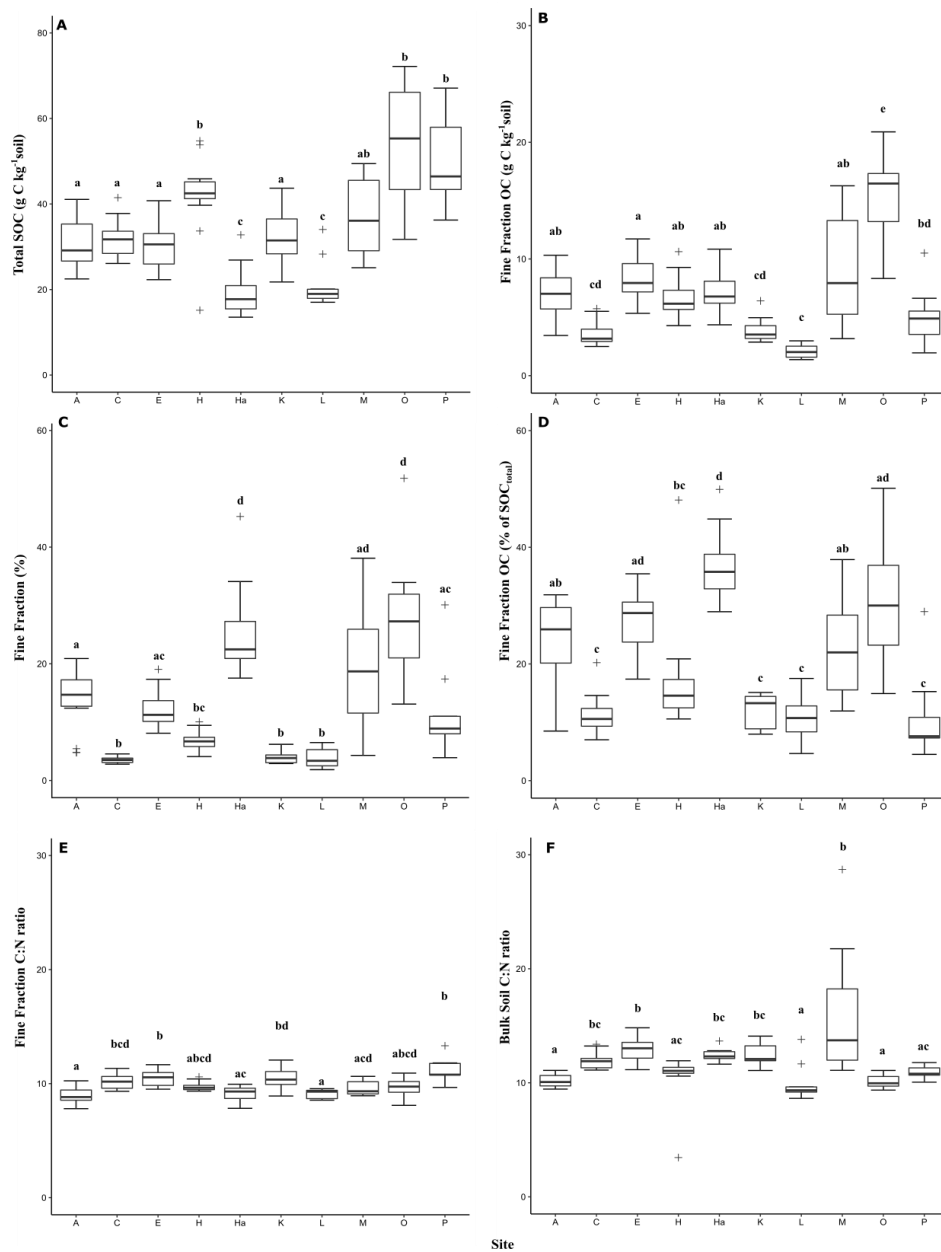 A
Total SOC (g C kg⁻¹soil)
80
60
40
20
0
a
a
a
b
c
a
c
ab
b
b
A C E H Ha K L M O P
B
Fine Fraction OC (g C kg⁻¹soil)
30
20
10
0
ab
cd
a
ab
ab
cd
c
ab
e
bd
A C E H Ha K L M O P
C
Fine Fraction (%)
60
40
20
0
a
b
ac
bc
d
b
b
ad
d
ac
A C E H Ha K L M O P
D
Fine Fraction OC (% of SOCtotal)
60
40
20
0
ab
c
ad
bc
d
c
c
ab
ad
c
A C E H Ha K L M O P
E
Fine Fraction C:N ratio
30
20
10
0
a
bcd
b
abcd
ac
bd
a
acd
abcd
b
A C E H Ha K L M O P
F
Bulk Soil C:N ratio
30
20
10
0
a
bc
b
ac
bc
bc
a
b
a
ac
A C E H Ha K L M O P
Site